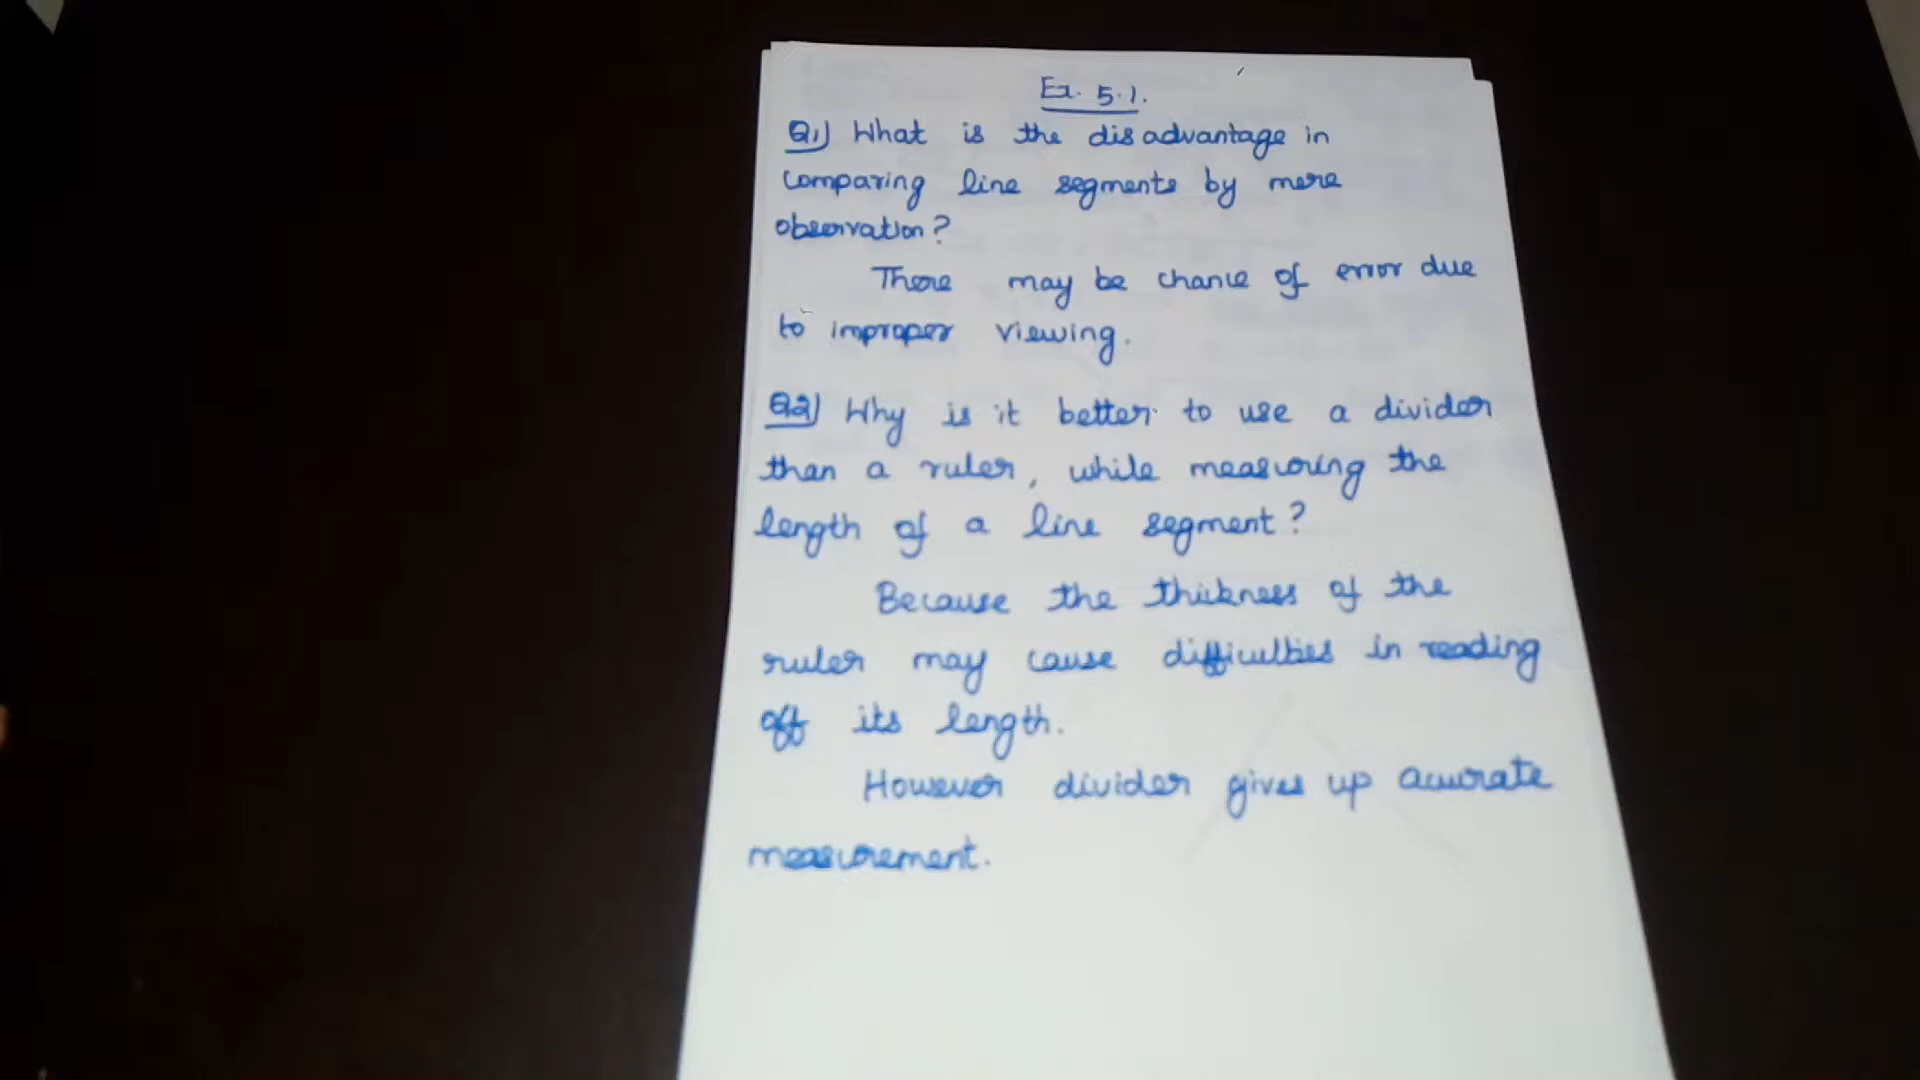 Ex. 5.1.
Q1) What is the disadvantage in
comparing line segments by mere
observation?
There may be chance of error due
to improper viewing.
Q2) Why is it better to use a divider
than a ruler, while measuring the
length of a line segment?
Because the thickness of the
ruler may cause difficulties in reading
off its length.
However divider gives up accurate
measurement.